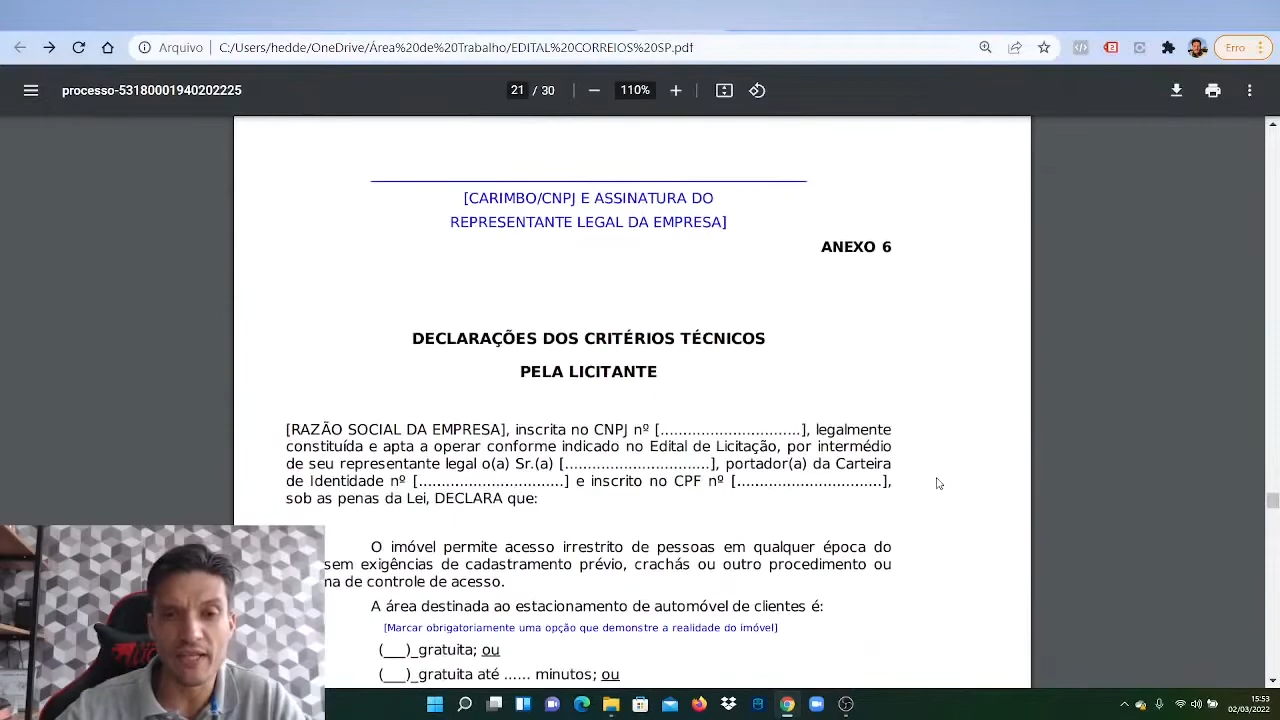 Arquivo
C:/Users/hedde/OneDrive/Área%20de%20Trabalho/EDITAL%20CORREIOS%20SP.pdf
Erro
processo-53180001940202225
21 / 30
110%
[CARIMBO/CNPJ E ASSINATURA DO
REPRESENTANTE LEGAL DA EMPRESA]
ANEXO 6
DECLARAÇÕES DOS CRITÉRIOS TÉCNICOS
PELA LICITANTE
[RAZÃO SOCIAL DA EMPRESA], inscrita no CNPJ nº [..............................], legalmente
constituída e apta a operar conforme indicado no Edital de Licitação, por intermédio
de seu representante legal o(a) Sr.(a) [...............................], portador(a) da Carteira
de Identidade nº [...............................] e inscrito no CPF nº [...............................],
sob as penas da Lei, DECLARA que:
O imóvel permite acesso irrestrito de pessoas em qualquer época do
sem exigências de cadastramento prévio, crachás ou outro procedimento ou
de controle de acesso.
A área destinada ao estacionamento de automóvel de clientes é:
[Marcar obrigatoriamente uma opção que demonstre a realidade do imóvel]
(___)_gratuita; ou
(___)_gratuita até ...... minutos; ou
15:53
02/03/2022